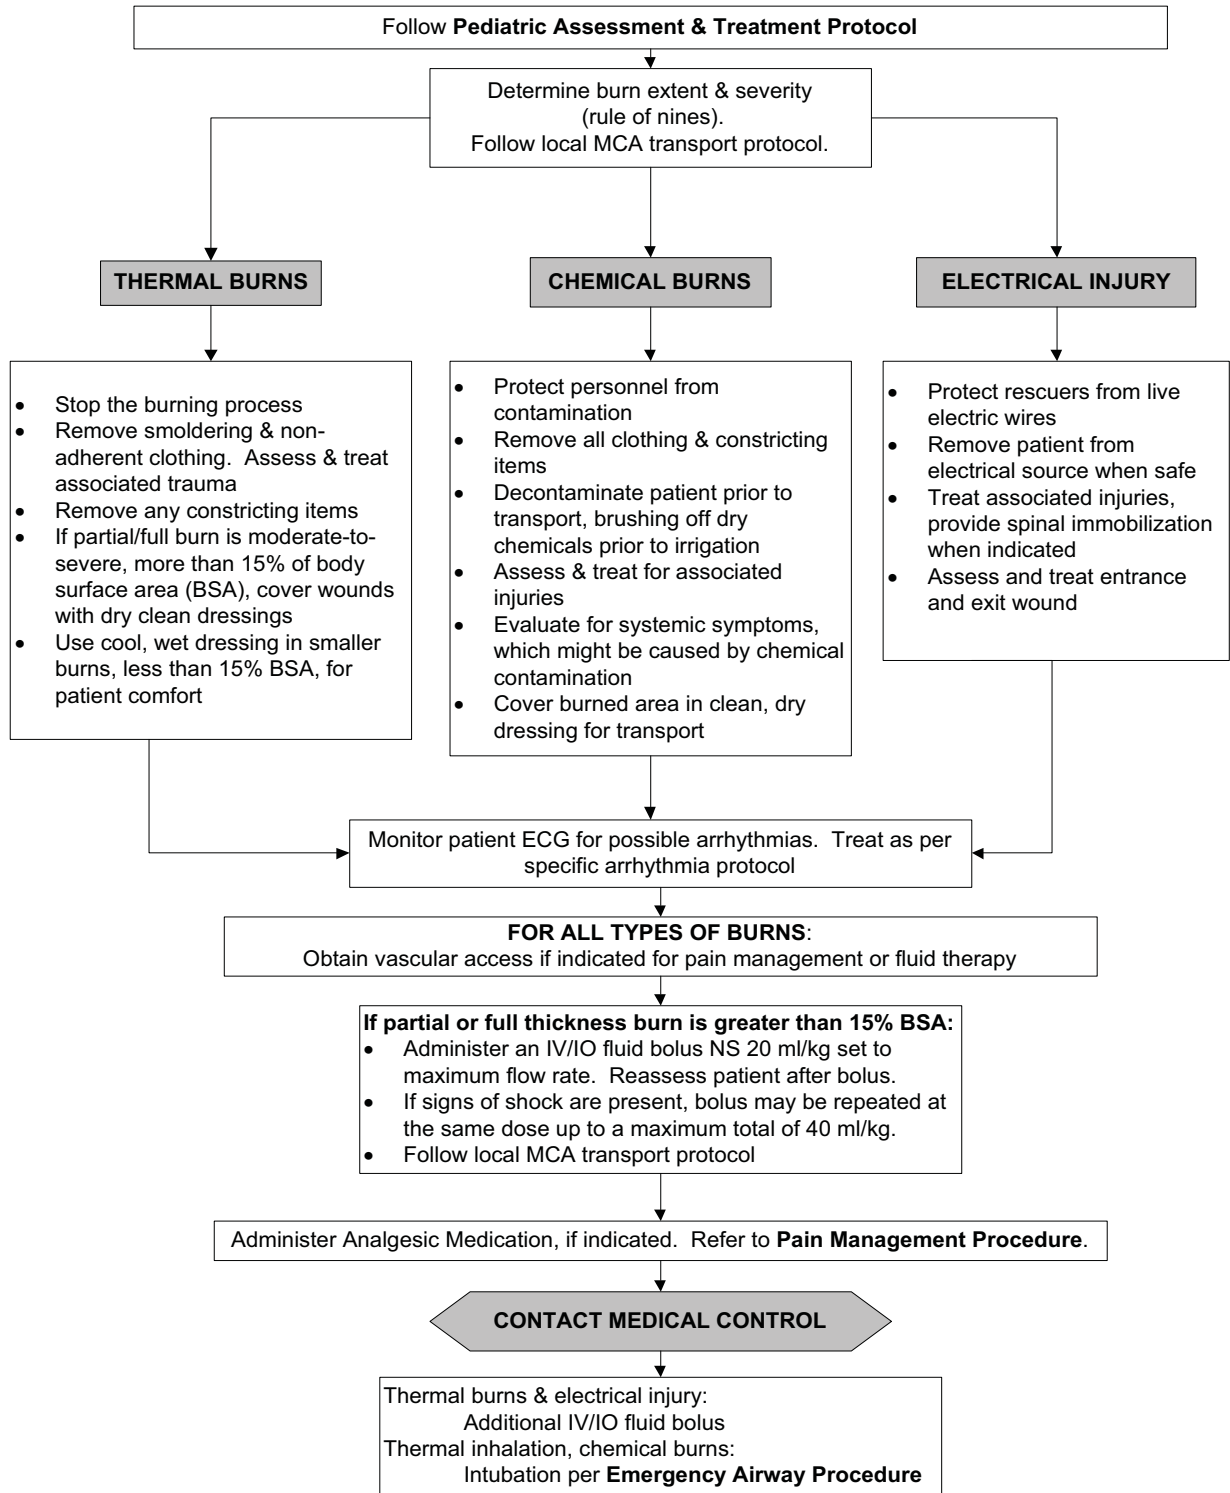 Follow Pediatric Assessment & Treatment Protocol
Determine burn extent & severity
(rule of nines).
Follow local MCA transport protocol.
THERMAL BURNS
• Stop the burning process
• Remove smoldering & non-
adherent clothing. Assess & treat
associated trauma
• Remove any constricting items
• If partial/full burn is moderate-to-
severe, more than 15% of body
surface area (BSA), cover wounds
with dry clean dressings
• Use cool, wet dressing in smaller
burns, less than 15% BSA, for
patient comfort
CHEMICAL BURNS
• Protect personnel from
contamination
• Remove all clothing & constricting
items
• Decontaminate patient prior to
transport, brushing off dry
chemicals prior to irrigation
• Assess & treat for associated
injuries
• Evaluate for systemic symptoms,
which might be caused by chemical
contamination
• Cover burned area in clean, dry
dressing for transport
ELECTRICAL INJURY
• Protect rescuers from live
electric wires
• Remove patient from
electrical source when safe
• Treat associated injuries,
provide spinal immobilization
when indicated
• Assess and treat entrance
and exit wound
Monitor patient ECG for possible arrhythmias. Treat as per
specific arrhythmia protocol
FOR ALL TYPES OF BURNS:
Obtain vascular access if indicated for pain management or fluid therapy
If partial or full thickness burn is greater than 15% BSA:
• Administer an IV/IO fluid bolus NS 20 ml/kg set to
maximum flow rate. Reassess patient after bolus.
• If signs of shock are present, bolus may be repeated at
the same dose up to a maximum total of 40 ml/kg.
• Follow local MCA transport protocol
Administer Analgesic Medication, if indicated. Refer to Pain Management Procedure.
CONTACT MEDICAL CONTROL
Thermal burns & electrical injury:
Additional IV/IO fluid bolus
Thermal inhalation, chemical burns:
Intubation per Emergency Airway Procedure